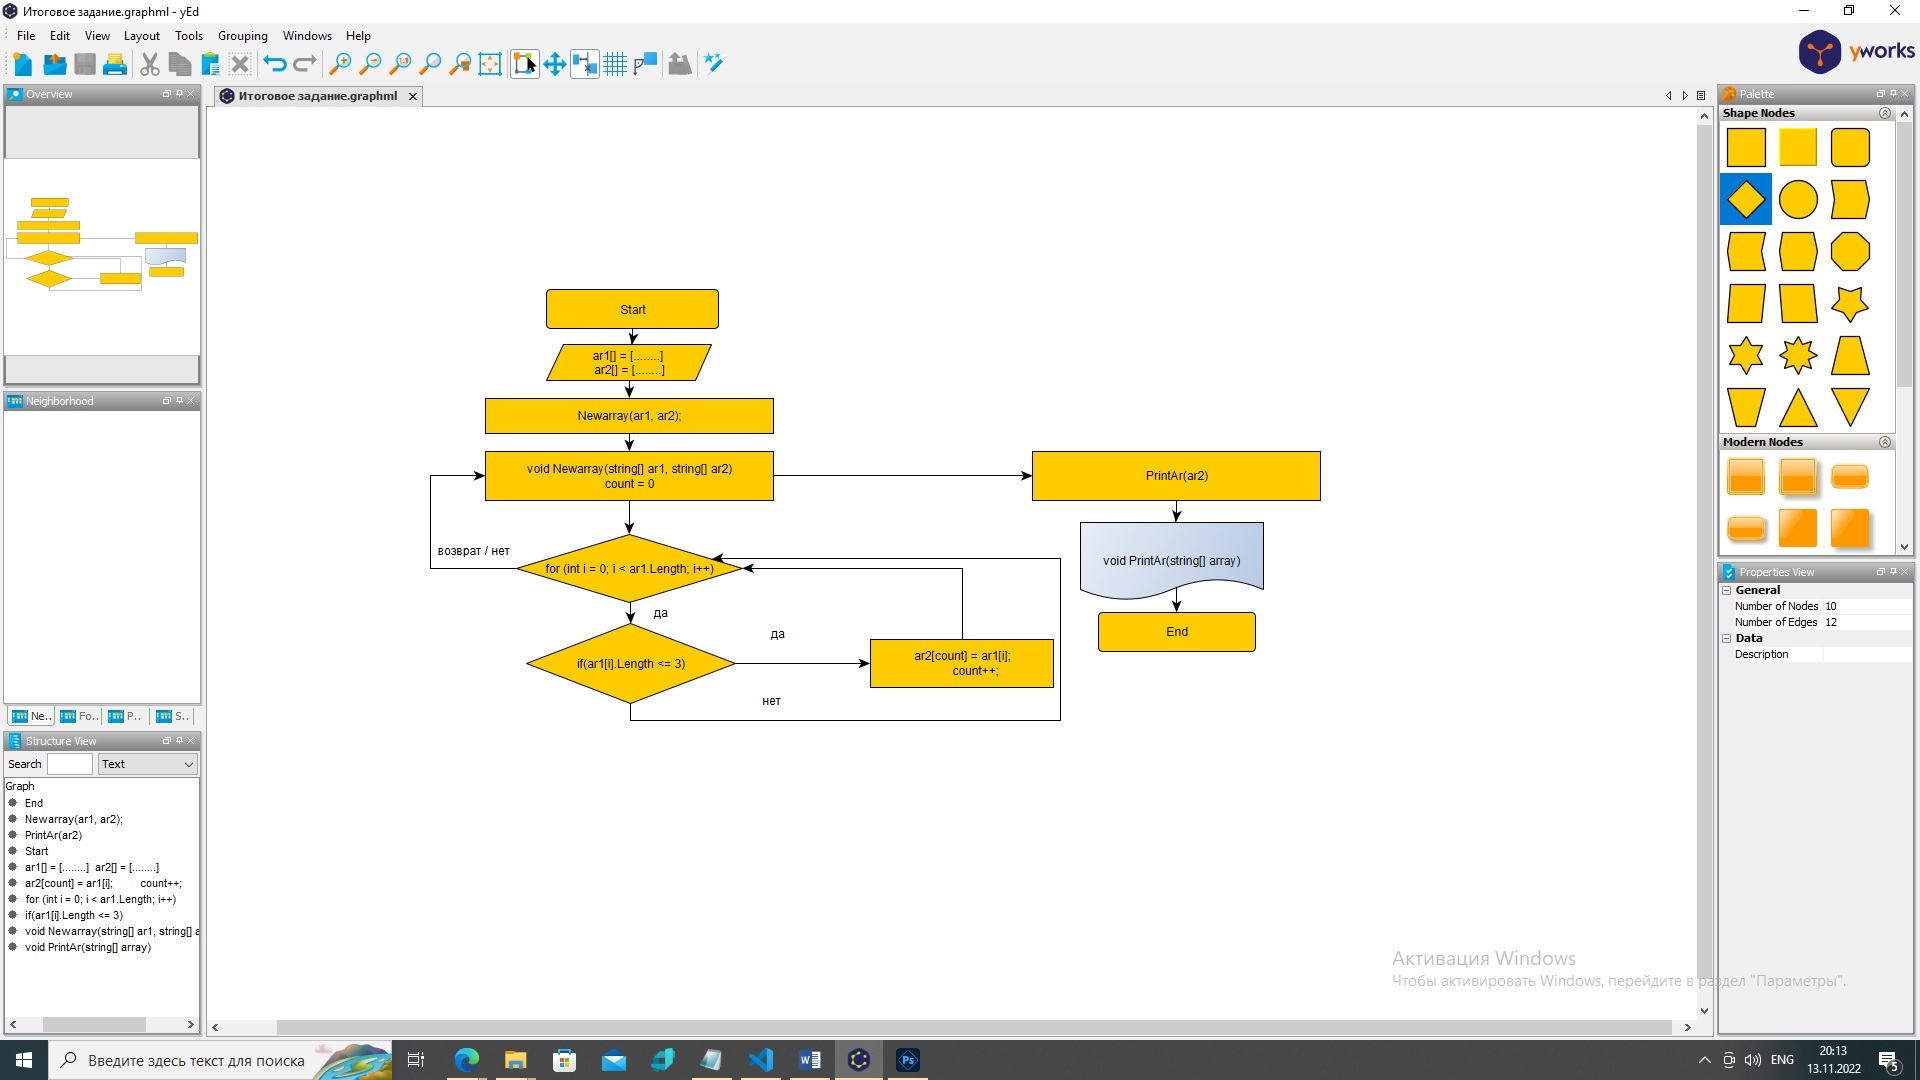 Итоговое задание.graphml - yEd
File Edit View Layout Tools Grouping Windows Help
yworks
Overview
Итоговое задание.graphml
Palette
Shape Nodes
Start
ar1[] = [........]
ar2[] = [........]
Neighborhood
Newarray(ar1, ar2);
Modern Nodes
void Newarray(string[] ar1, string[] ar2)
count = 0
PrintAr(ar2)
возврат / нет
for (int i = 0; i < ar1.Length; i++)
void PrintAr(string[] array)
да
End
да
if(ar1[i].Length <= 3)
ar2[count] = ar1[i];
count++;
нет
Properties View
General
Number of Nodes 10
Number of Edges 12
Data
Description
Ne.. Fo.. P.. S..
Structure View
Search Text
Graph
End
Newarray(ar1, ar2);
PrintAr(ar2)
Start
ar1[] = [........] ar2[] = [........]
ar2[count] = ar1[i]; count++;
for (int i = 0; i < ar1.Length; i++)
if(ar1[i].Length <= 3)
void Newarray(string[] ar1, string[] a
void PrintAr(string[] array)
Активация Windows
Чтобы активировать Windows, перейдите в раздел "Параметры".
Введите здесь текст для поиска
W
Ps
ENG
20:13
13.11.2022
5